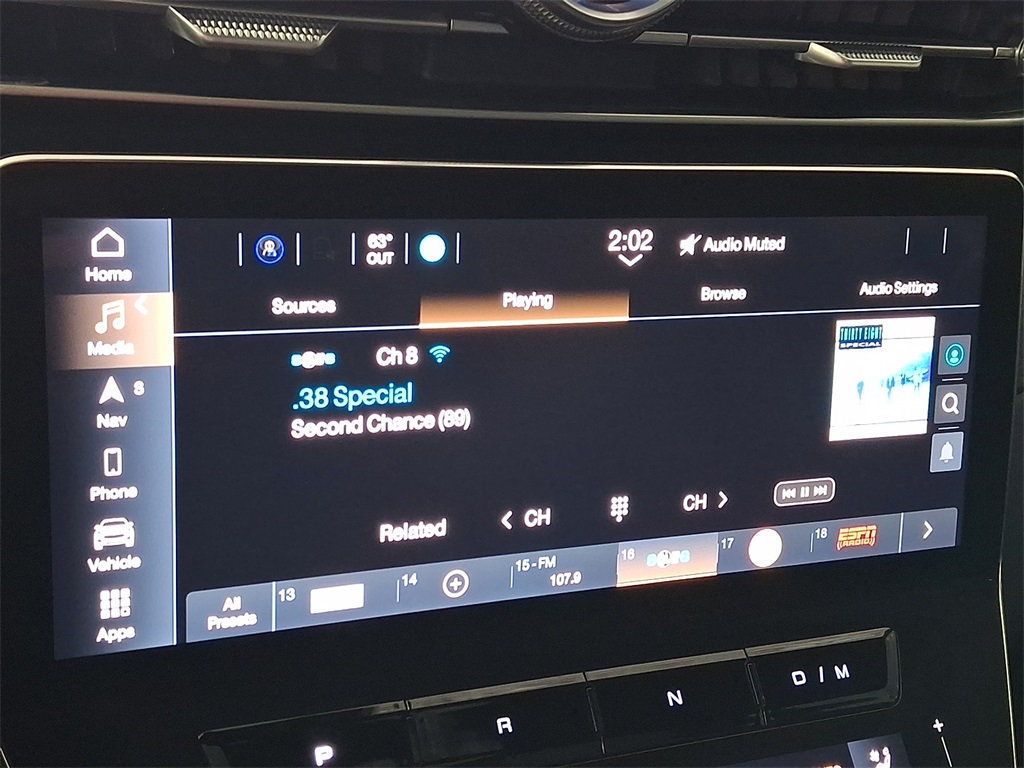 Home
63°
OUT
2:02
Audio Muted
Sources
Playing
Browse
Audio Settings
Media
Ch 8
THIRTY EIGHT
SPECIAL
.38 Special
Second Chance (89)
S
Nav
Phone
Related
CH
CH
Vehicle
All
Presets
13
14
15 - FM
107.9
16
17
18
ESPN
RADIO
Apps
P
R
N
D / M
+